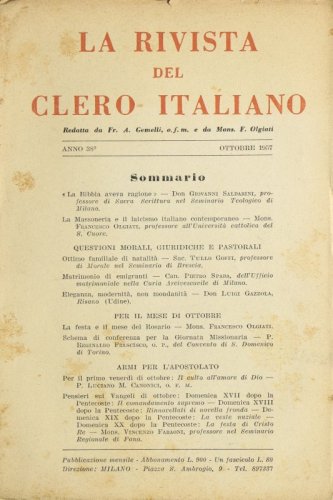 LA RIVISTA
DEL
CLERO ITALIANO
Redatta da Fr. A. Gemelli, o.f.m. e da Mons. F. Olgiati
ANNO 38° OTTOBRE 1957
Sommario
« La Bibbia aveva ragione » — Don GIOVANNI SALDARINI, pro-
fessore di Sacra Scrittura nel Seminario Teologico di
Milano.
La Massoneria e il laicismo italiano contemporaneo — Mons.
FRANCESCO OLGIATI, professore all'Università cattolica del
S. Cuore.
QUESTIONI MORALI, GIURIDICHE E PASTORALI
Ottimo familiale di natalità — Sac. TULLO GOFFI, professore
di Morale nel Seminario di Brescia.
Matrimonio di emigranti — Can. PIETRO SPADA, dell'Ufficio
matrimoniale nella Curia Arcivescovile di Milano.
Eleganza, modernità, non mondanità — Don LUIGI GAZZOLA,
Risano (Udine).
PER IL MESE DI OTTOBRE
La festa e il mese del Rosario — Mons. FRANCESCO OLGIATI.
Schema di conferenza per la Giornata Missionaria — P.
REGINALDO FRASCISCO, O. P., del Convento di S. Domenico
di Torino.
ARMI PER L'APOSTOLATO
Per il primo venerdì di ottobre: Il culto all'amare di Dio —
P. LUCIANO M. CANONICI, o. f. m.
Pensieri sui Vangeli di ottobre: Domenica XVII dopo la
Pentecoste: Il comandamento supremo — Domenica XVIII
dopo la Pentecoste: Rinnovellati di novella fronda — Do-
menica XIX dopo la Pentecoste: La veste nuziale —
Domenica XX dopo la Pentecoste: La festa di Cristo
Re — Mons. VINCENZO FARAONI, professore nel Seminario
Regionale di Fano.
Pubblicazione mensile - Abbonamento L. 900 - Un fascicolo L. 80
Direzione: MILANO - Piazza S. Ambrogio, 9 - Tel. 897337